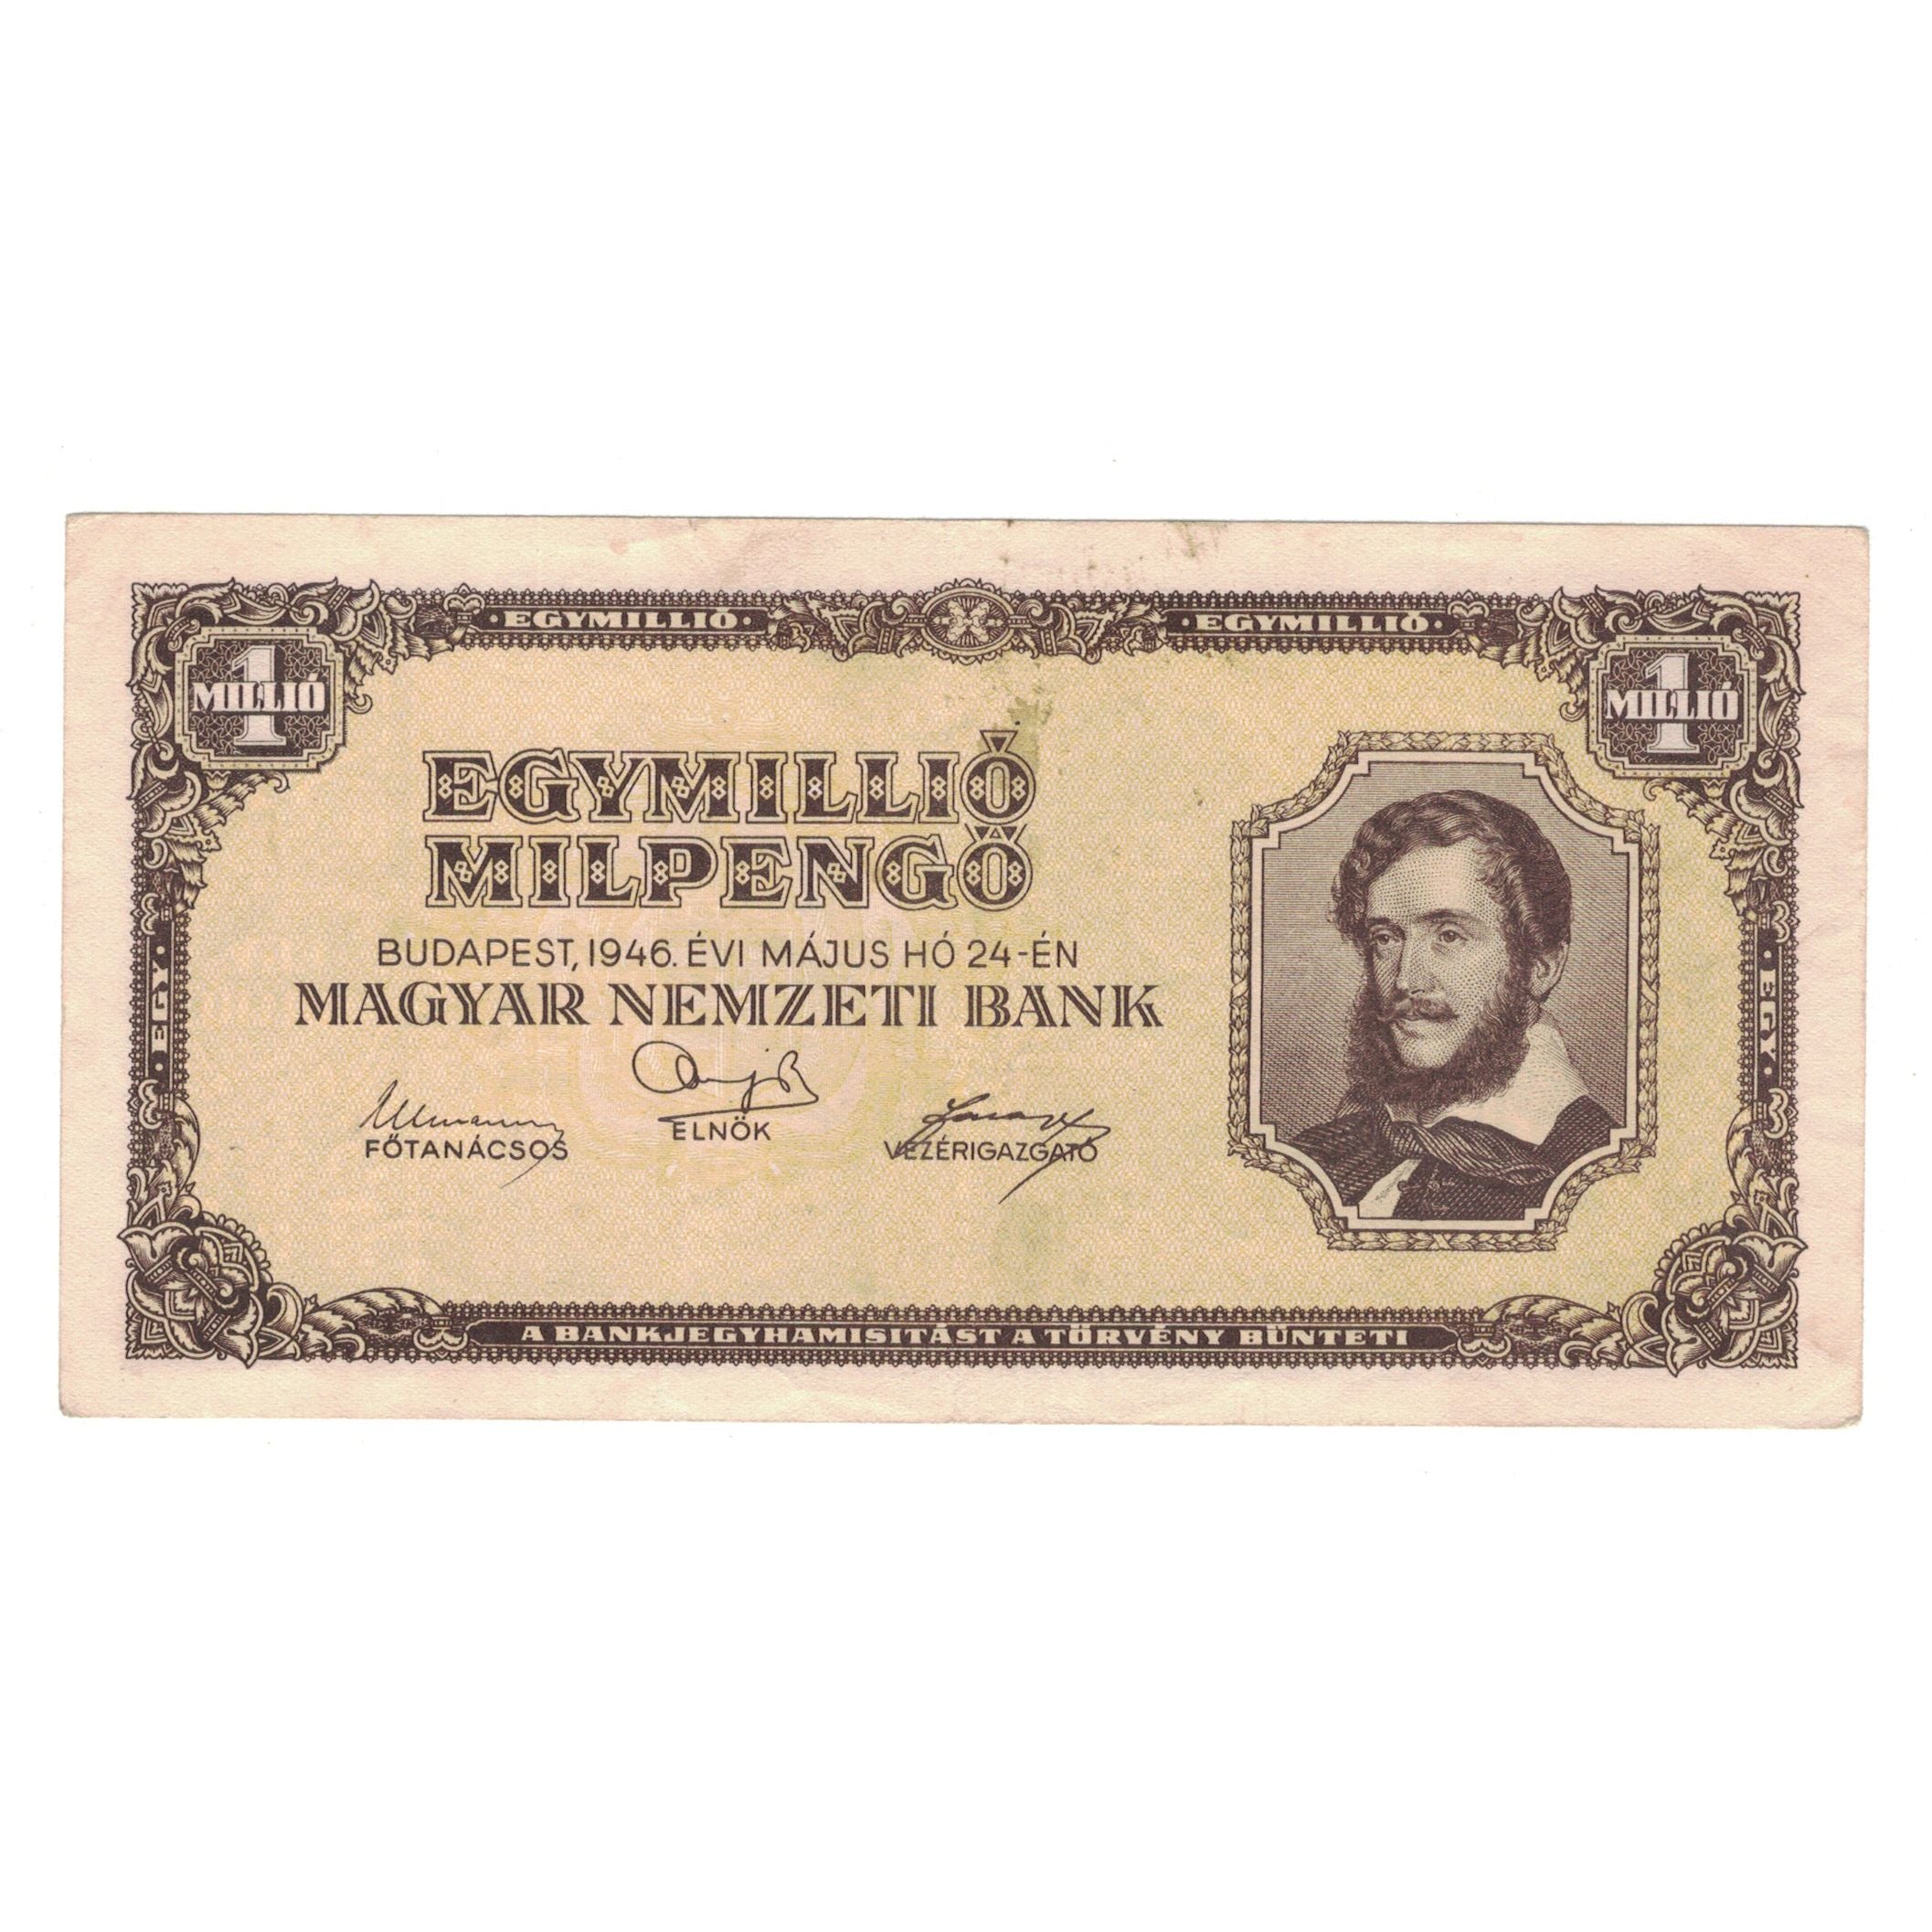 · EGYMILLIÓ ·
· EGYMILLIÓ ·
1
MILLIÓ
1
MILLIÓ
EGYMILLIÓ
MILPENGŐ
BUDAPEST, 1946. ÉVI MÁJUS HÓ 24-ÉN
MAGYAR NEMZETI BANK
FŐTANÁCSOS
ELNÖK
VEZÉRIGAZGATÓ
· EGY ·
· EGY ·
A BANKJEGYHAMISITÁST A TÖRVÉNY BÜNTETI